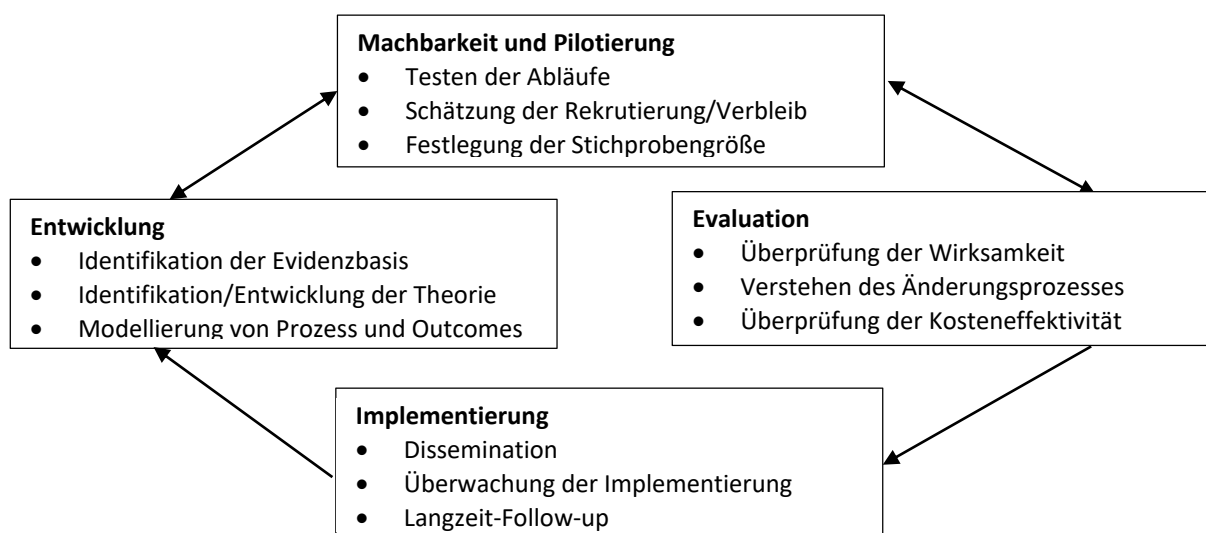 Machbarkeit und Pilotierung
• Testen der Abläufe
• Schätzung der Rekrutierung/Verbleib
• Festlegung der Stichprobengröße
Entwicklung
• Identifikation der Evidenzbasis
• Identifikation/Entwicklung der Theorie
• Modellierung von Prozess und Outcomes
Evaluation
• Überprüfung der Wirksamkeit
• Verstehen des Änderungsprozesses
• Überprüfung der Kosteneffektivität
Implementierung
• Dissemination
• Überwachung der Implementierung
• Langzeit-Follow-up